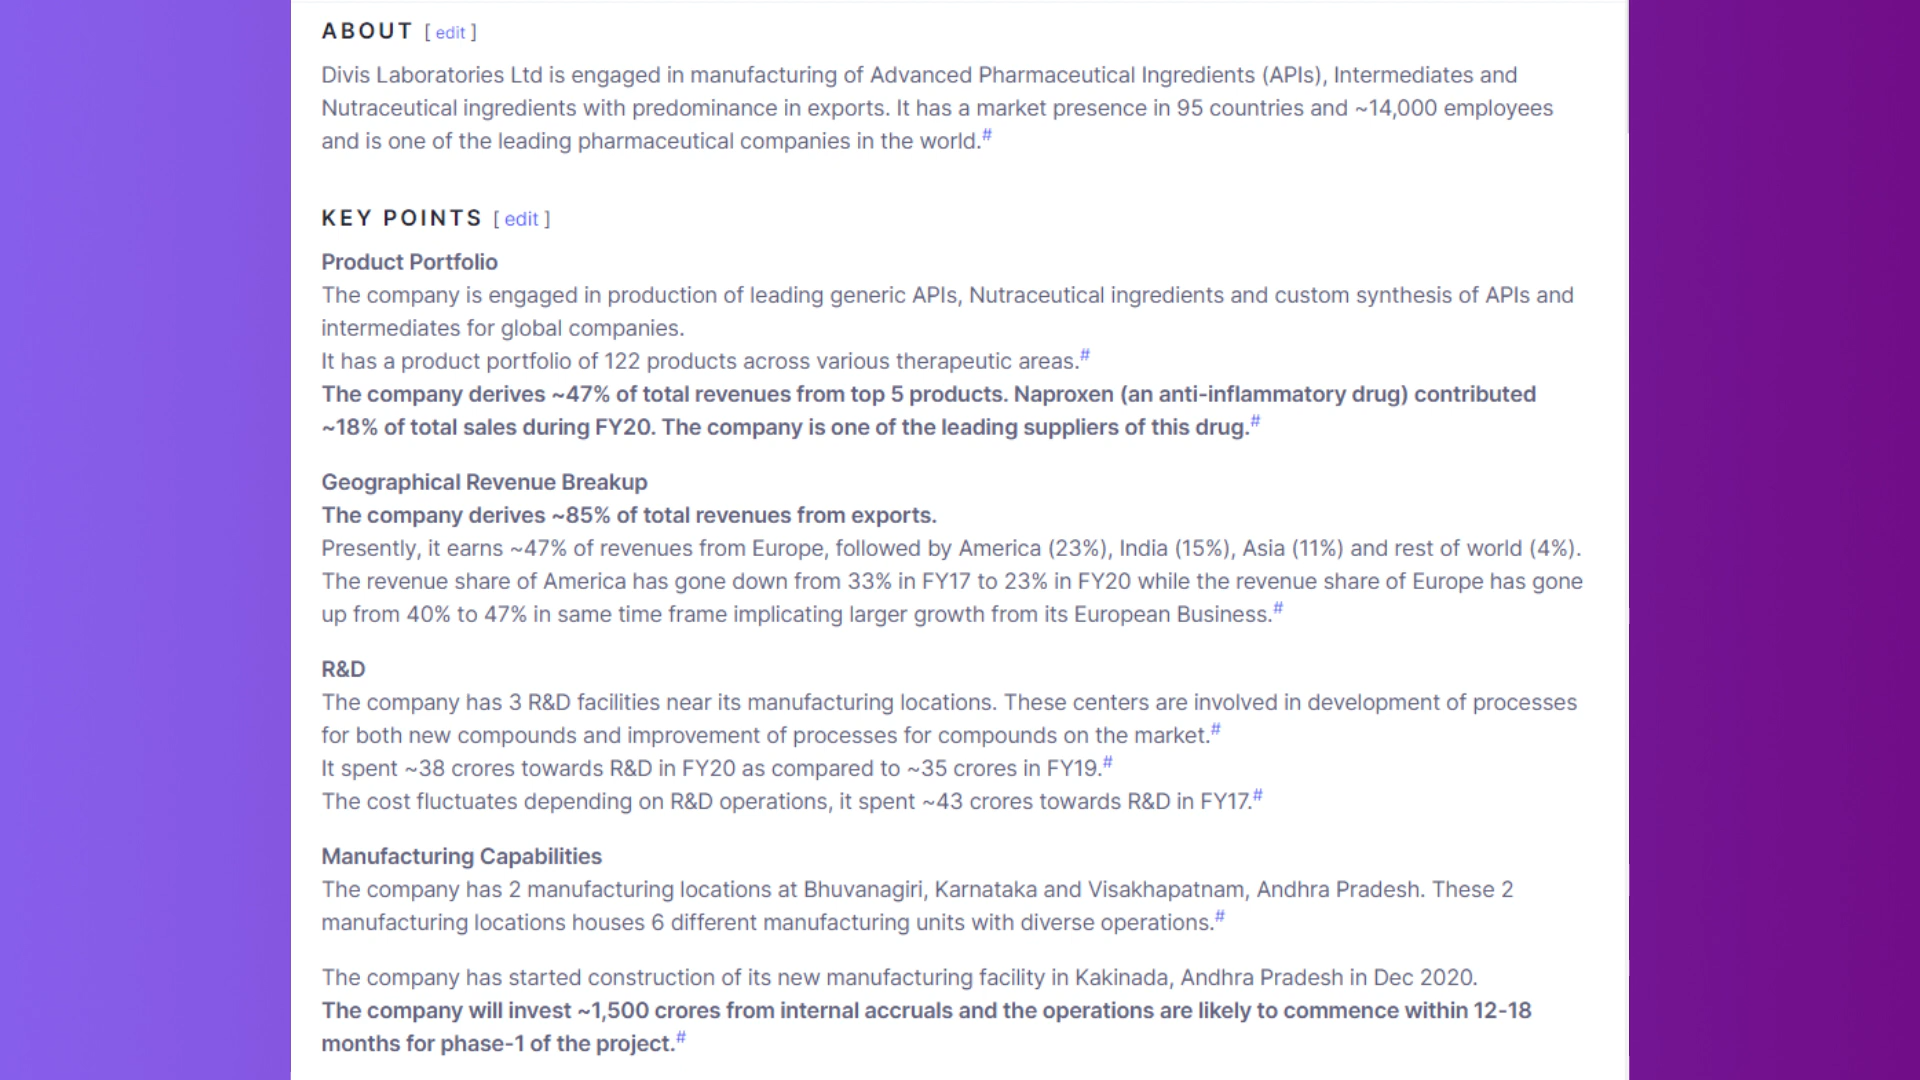 ABOUT [ edit ]
Divis Laboratories Ltd is engaged in manufacturing of Advanced Pharmaceutical Ingredients (APIs), Intermediates and
Nutraceutical ingredients with predominance in exports. It has a market presence in 95 countries and ~14,000 employees
and is one of the leading pharmaceutical companies in the world.#
KEY POINTS [ edit ]
Product Portfolio
The company is engaged in production of leading generic APIs, Nutraceutical ingredients and custom synthesis of APIs and
intermediates for global companies.
It has a product portfolio of 122 products across various therapeutic areas.#
The company derives ~47% of total revenues from top 5 products. Naproxen (an anti-inflammatory drug) contributed
~18% of total sales during FY20. The company is one of the leading suppliers of this drug.#
Geographical Revenue Breakup
The company derives ~85% of total revenues from exports.
Presently, it earns ~47% of revenues from Europe, followed by America (23%), India (15%), Asia (11%) and rest of world (4%).
The revenue share of America has gone down from 33% in FY17 to 23% in FY20 while the revenue share of Europe has gone
up from 40% to 47% in same time frame implicating larger growth from its European Business.#
R&D
The company has 3 R&D facilities near its manufacturing locations. These centers are involved in development of processes
for both new compounds and improvement of processes for compounds on the market.#
It spent ~38 crores towards R&D in FY20 as compared to ~35 crores in FY19.#
The cost fluctuates depending on R&D operations, it spent ~43 crores towards R&D in FY17.#
Manufacturing Capabilities
The company has 2 manufacturing locations at Bhuvanagiri, Karnataka and Visakhapatnam, Andhra Pradesh. These 2
manufacturing locations houses 6 different manufacturing units with diverse operations.#
The company has started construction of its new manufacturing facility in Kakinada, Andhra Pradesh in Dec 2020.
The company will invest ~1,500 crores from internal accruals and the operations are likely to commence within 12-18
months for phase-1 of the project.#